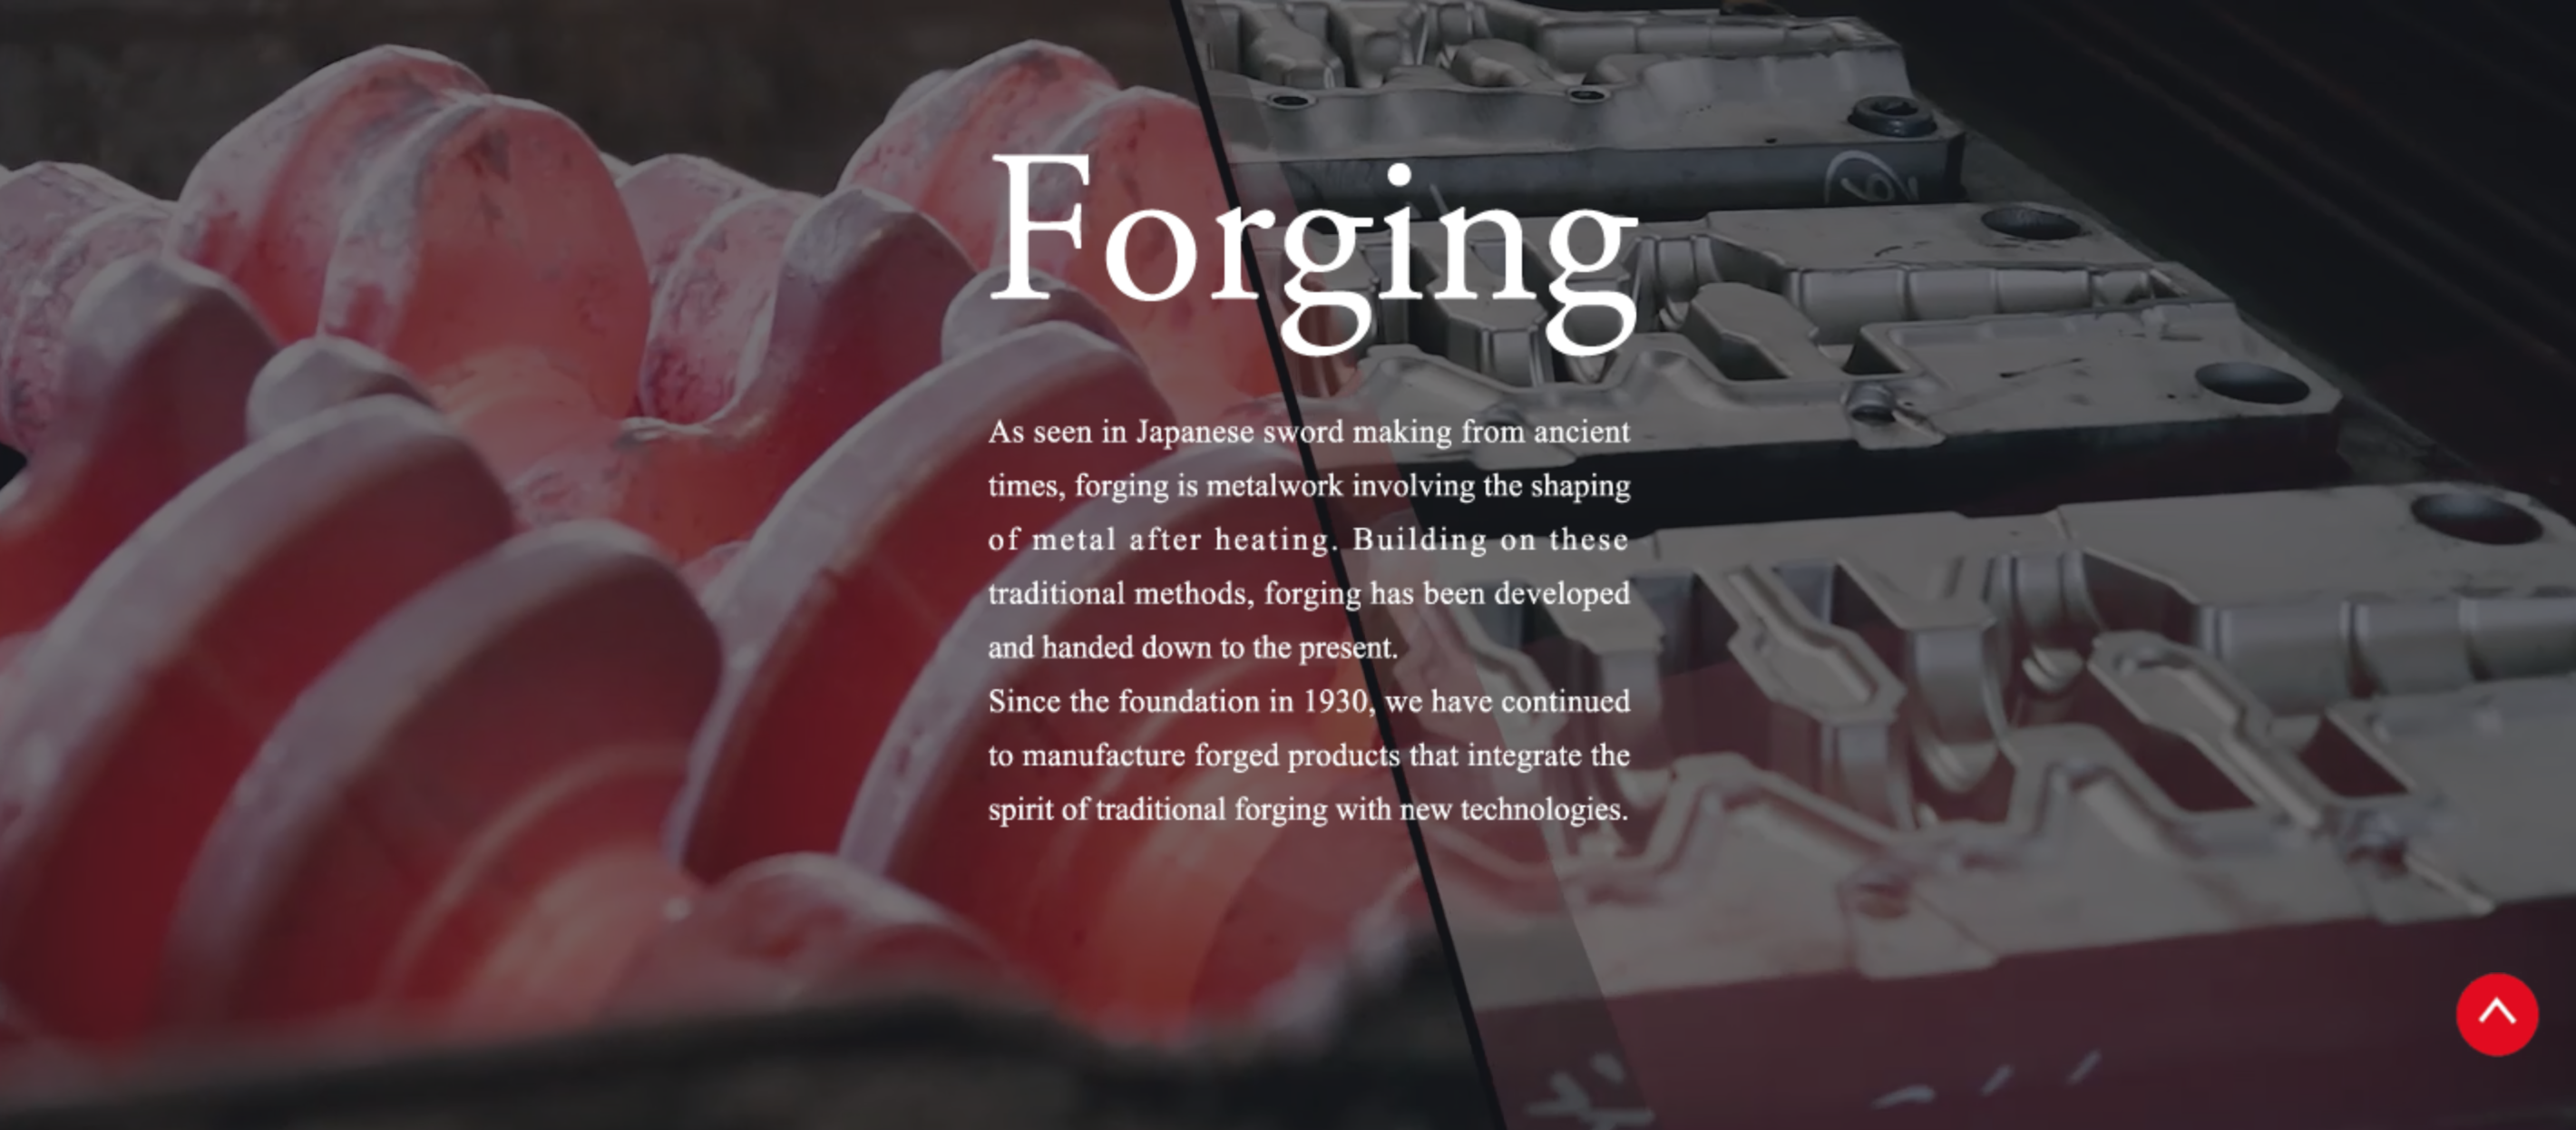 Forging
As seen in Japanese sword making from ancient
times, forging is metalwork involving the shaping
of metal after heating. Building on these
traditional methods, forging has been developed
and handed down to the present.
Since the foundation in 1930, we have continued
to manufacture forged products that integrate the
spirit of traditional forging with new technologies.